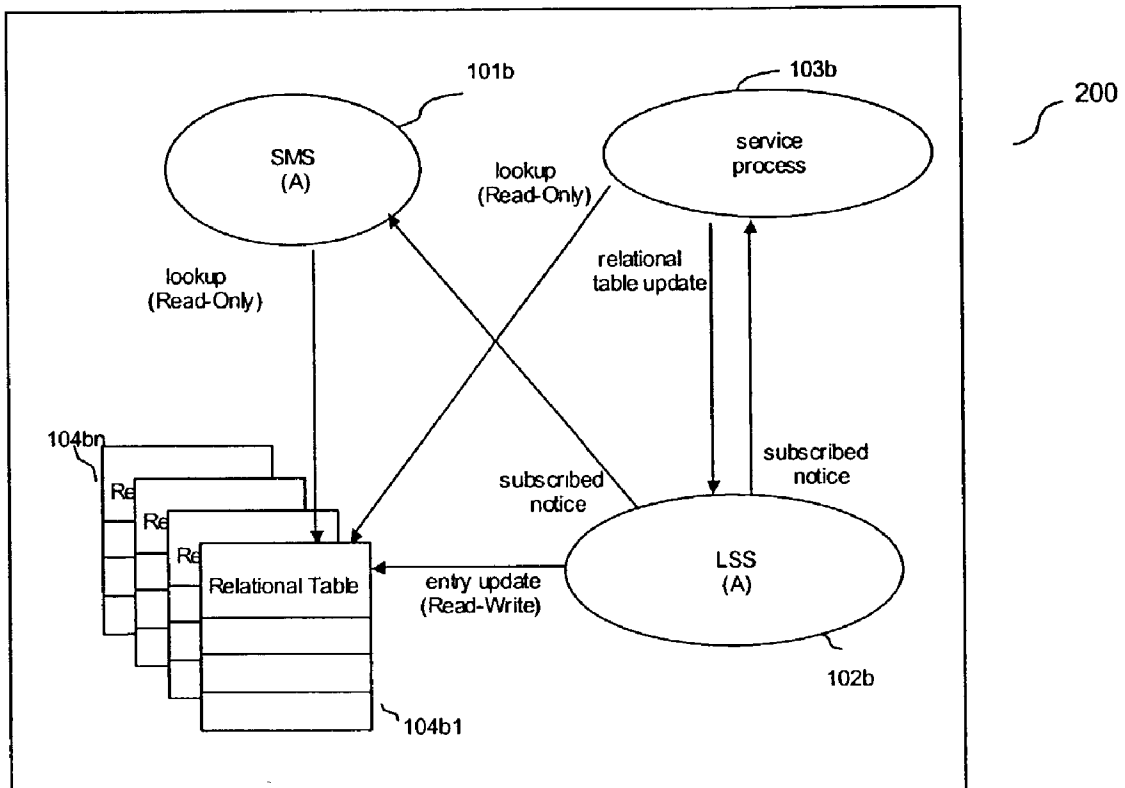 101b
103b
200
SMS
(A)
service
process
lookup
(Read-Only)
lookup
(Read-Only)
relational
table update
104bn
subscribed
notice
subscribed
notice
Re
Re
Re
Relational Table
entry update
(Read-Write)
LSS
(A)
102b
104b1